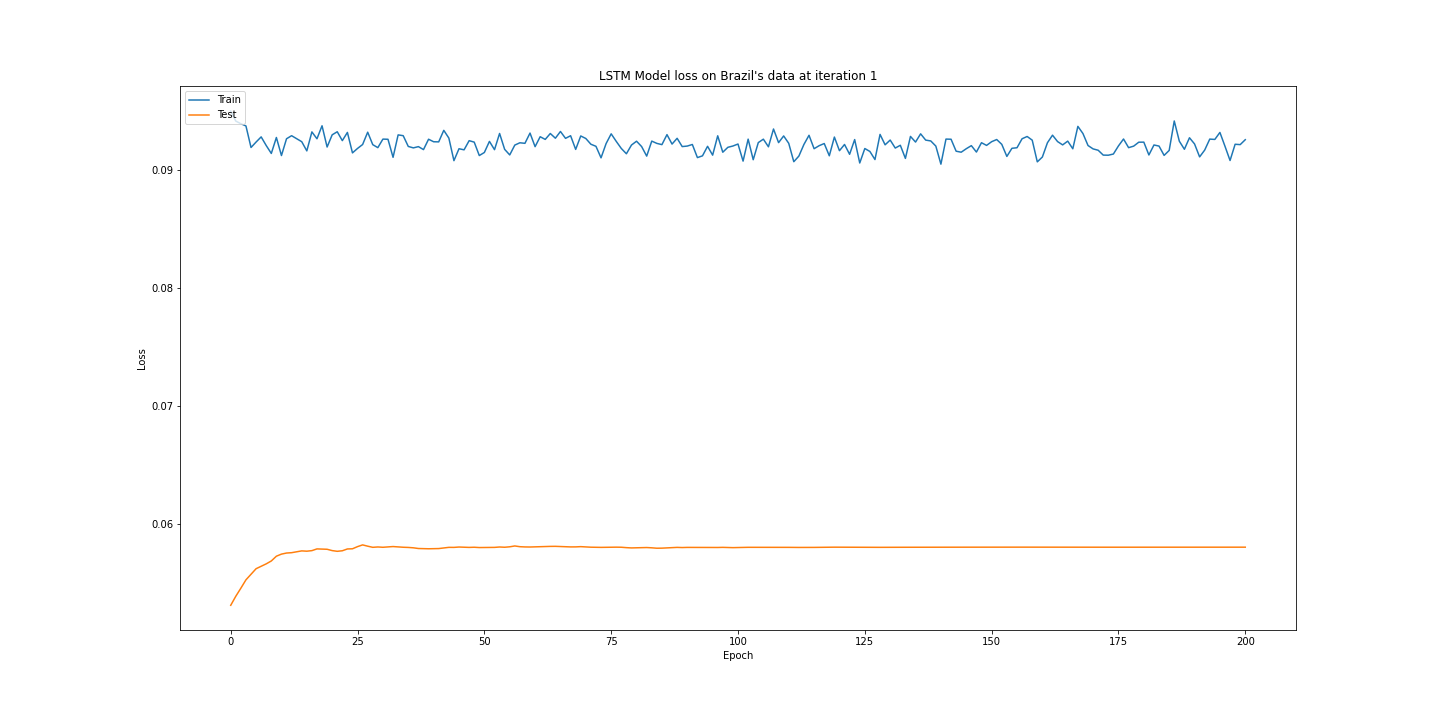 LSTM Model loss on Brazil's data at iteration 1
Train
Test
0.09
0.08
0.07
0.06
Loss
0 25 50 75 100 125 150 175 200
Epoch